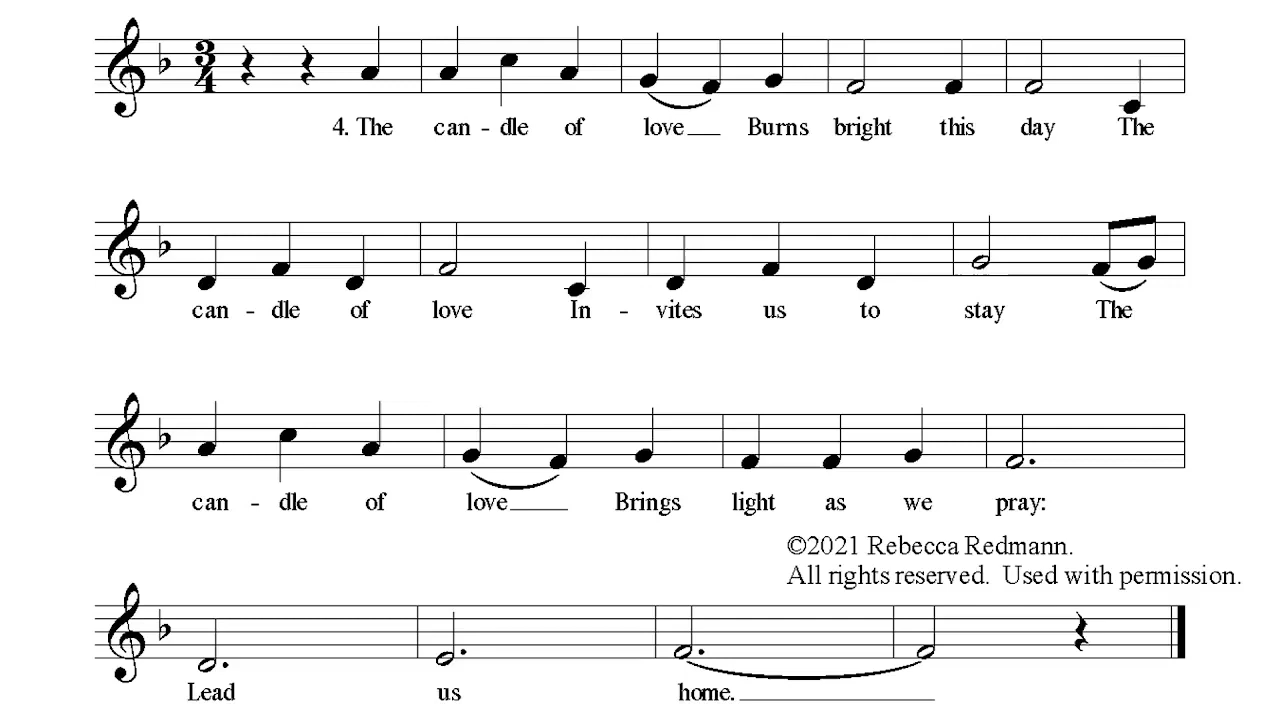 4. The can - dle of love Burns bright this day The
can - dle of love In - vites us to stay The
can - dle of love Brings light as we pray:
©2021 Rebecca Redmann.
All rights reserved. Used with permission.
Lead us home.